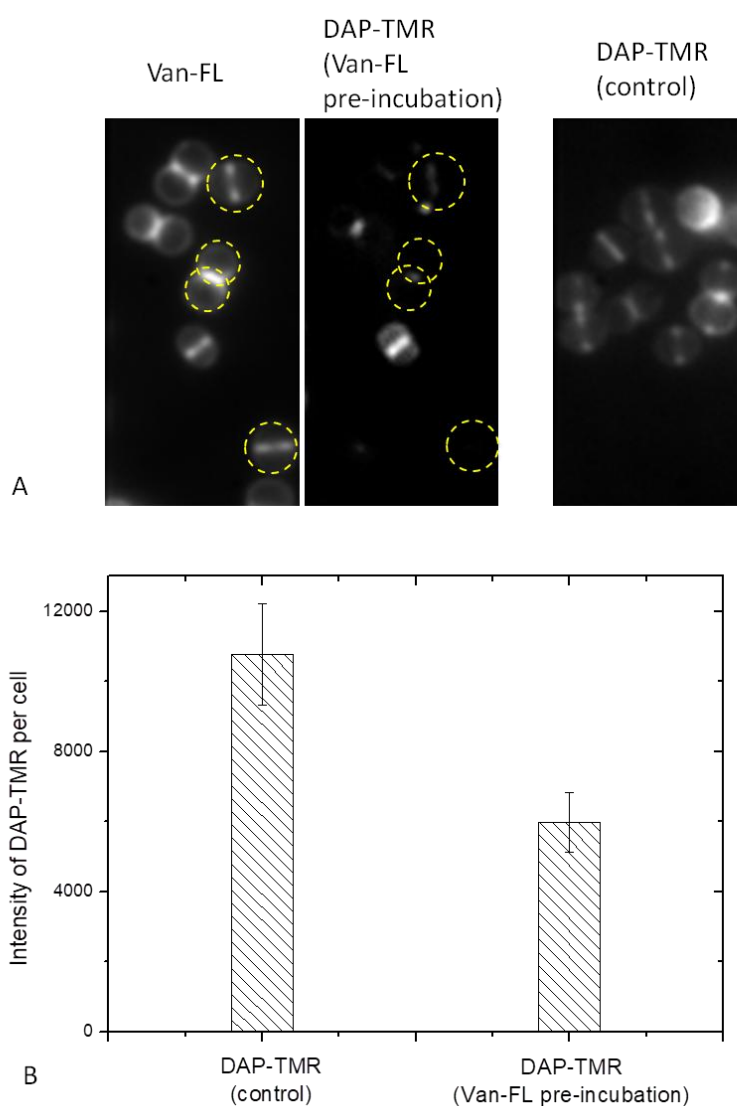 Van-FL
DAP-TMR
(Van-FL
pre-incubation)
DAP-TMR
(control)
A
Intensity of DAP-TMR per cell
12000
8000
4000
0
DAP-TMR
(control)
DAP-TMR
(Van-FL pre-incubation)
B